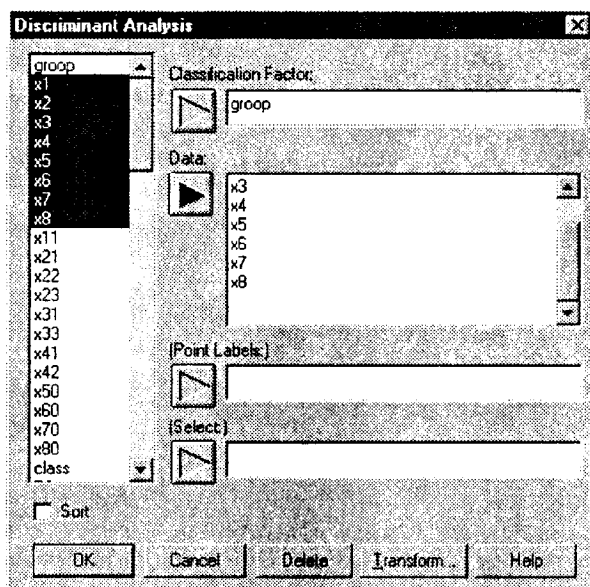 Discriminant Analysis
groop
x1
x2
x3
x4
x5
x6
x7
x8
x11
x21
x22
x23
x31
x33
x41
x42
x50
x60
x70
x80
class
Sort
Classification Factor:
groop
Data:
x3
x4
x5
x6
x7
x8
(Point Labels:)
(Select:)
OK
Cancel
Delete
Transform...
Help